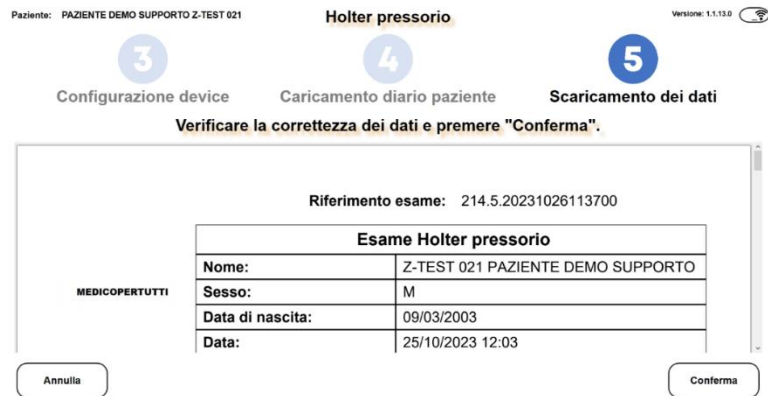 Paziente: PAZIENTE DEMO SUPPORTO Z-TEST 021 Holter pressorio Versione: 1.1.13.0
3 4 5
Configurazione device Caricamento diario paziente Scaricamento dei dati
Verificare la correttezza dei dati e premere "Conferma".
Riferimento esame: 214.5.20231026113700
Esame Holter pressorio
Nome: Z-TEST 021 PAZIENTE DEMO SUPPORTO
MEDICOPERTUTTI Sesso: M
Data di nascita: 09/03/2003
Data: 25/10/2023 12:03
Annulla Conferma